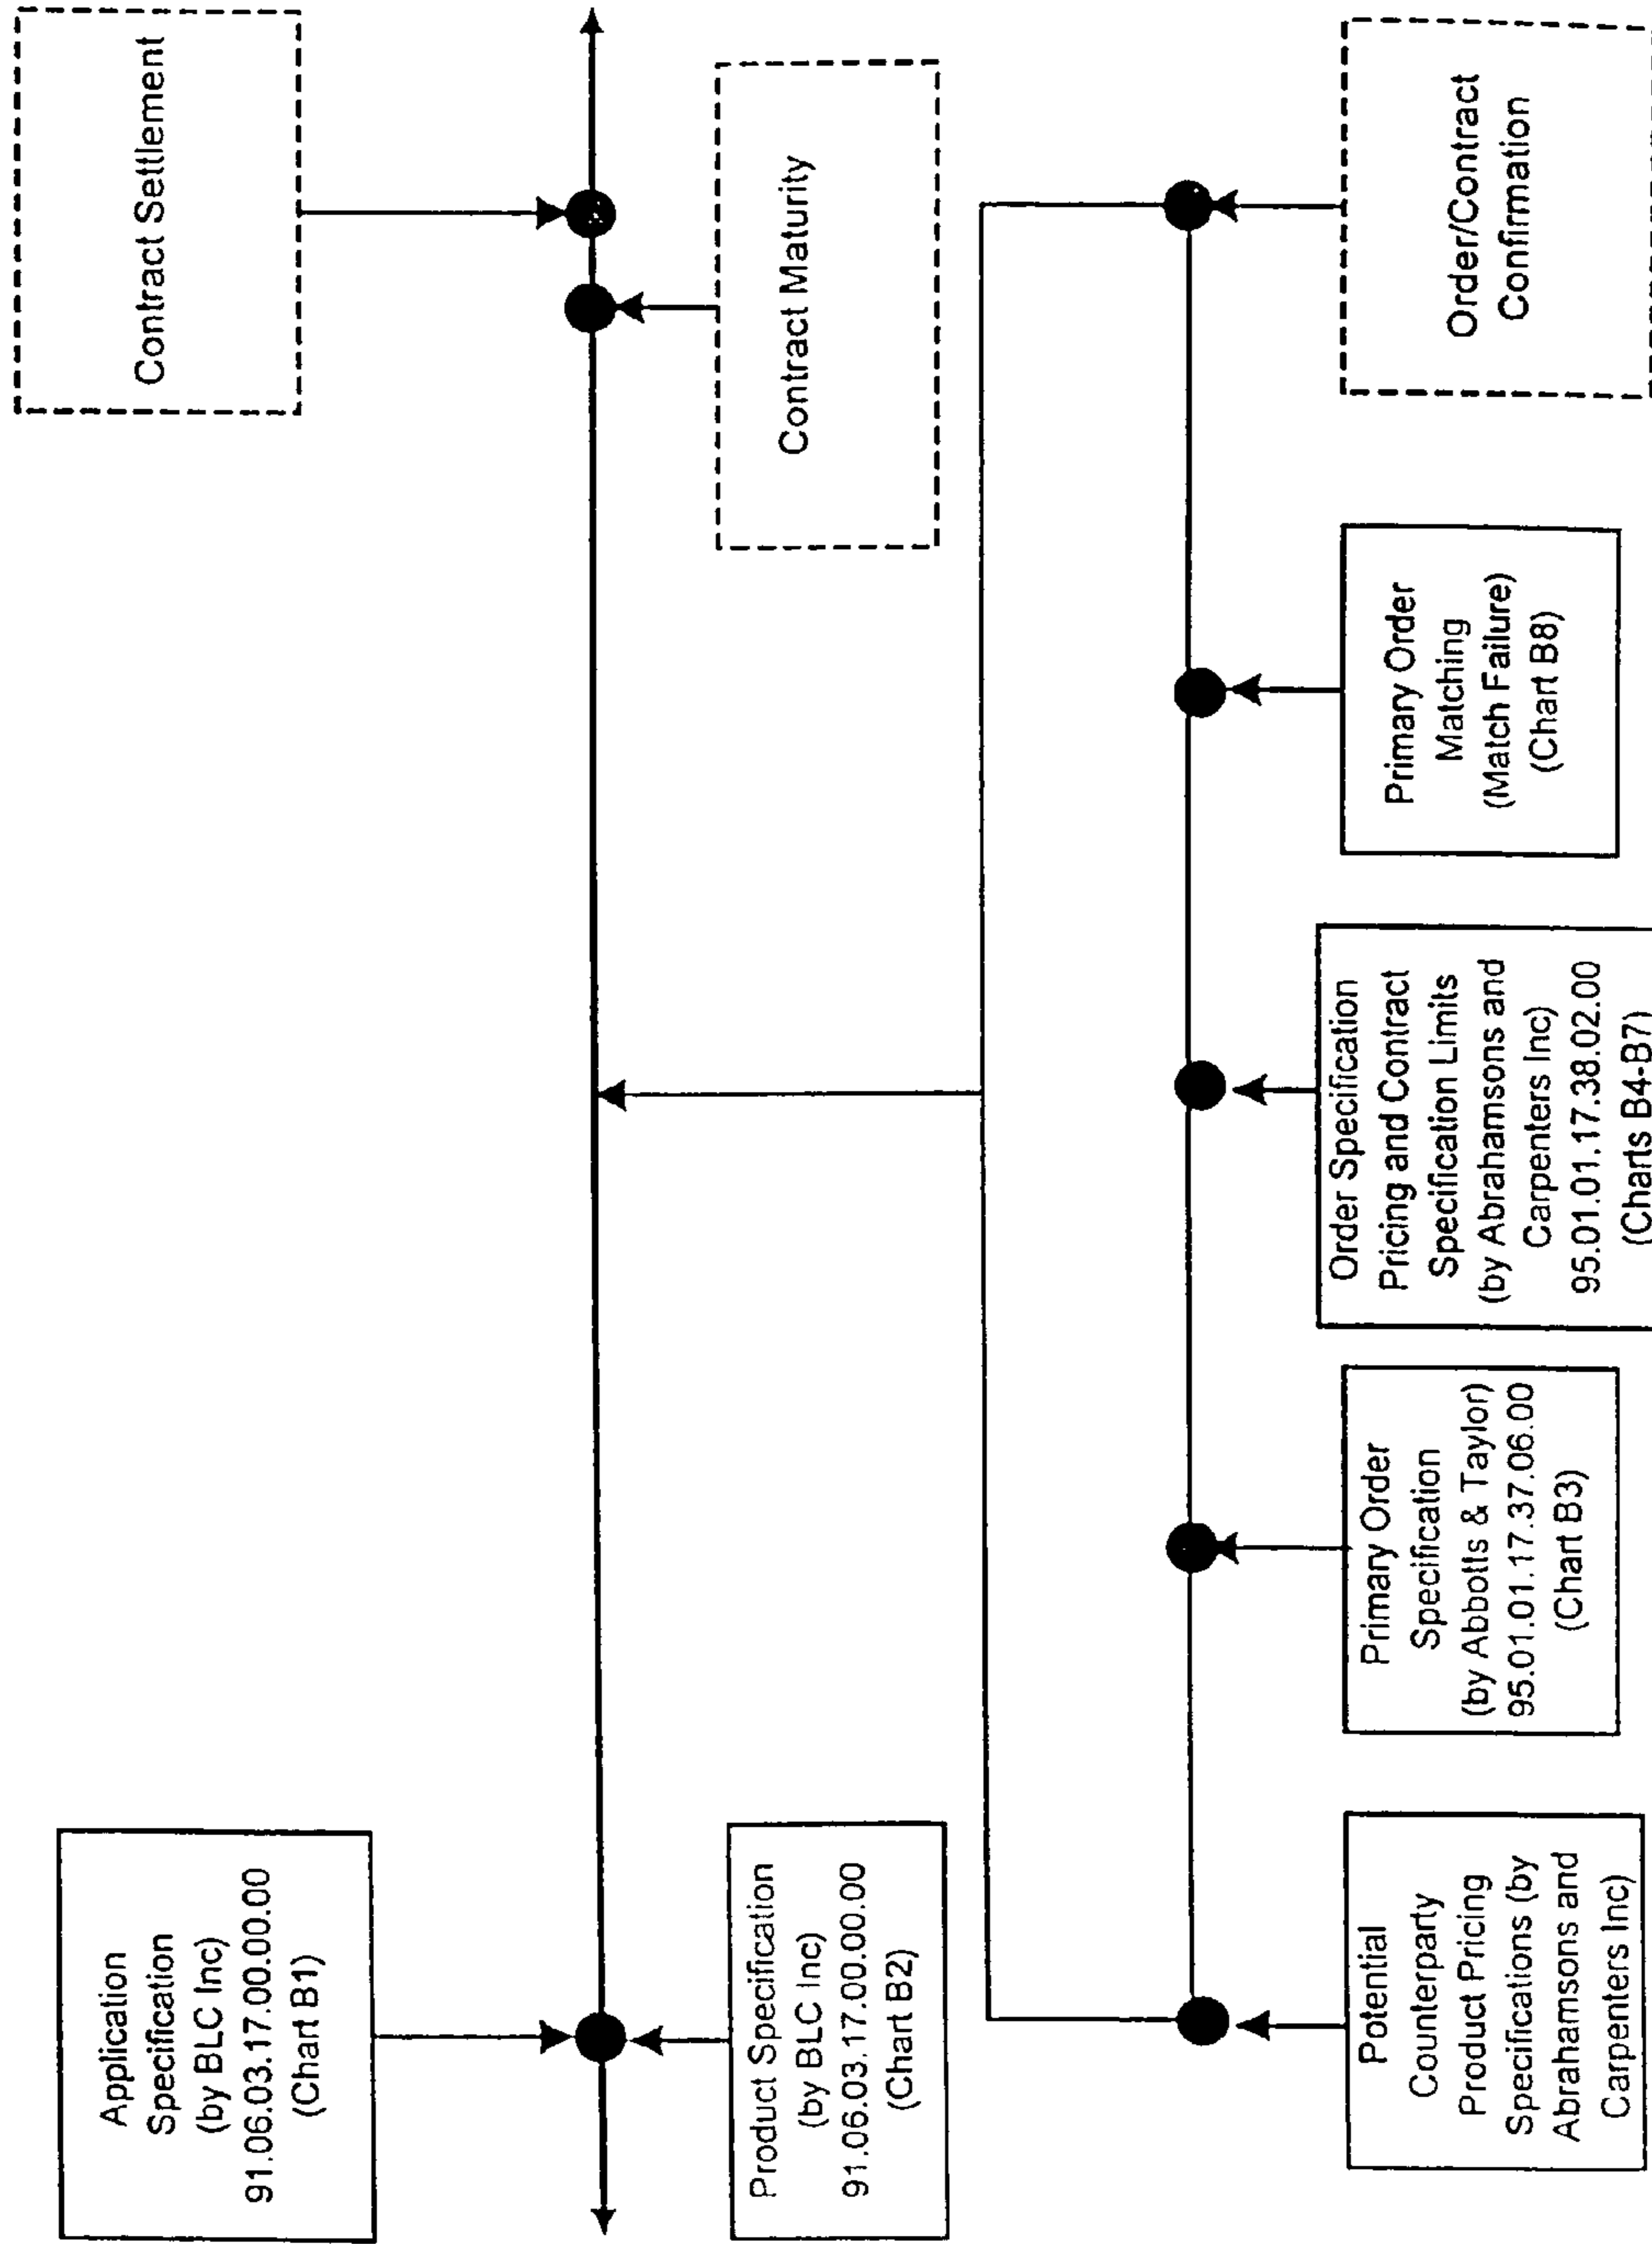 Application
Specification
(by BLC Inc)
91.06.03.17.00.00.00
(Chart B1)
Contract Settlement
Product Specification
(by BLC Inc)
91.06.03.17.00.00.00
(Chart B2)
Contract Maturity
Potential
Counterparty
Product Pricing
Specifications (by
Abrahamsons and
Carpenters Inc)
Primary Order
Specification
(by Abbotts & Taylor)
95.01.01.17.37.06.00
(Chart B3)
Order Specification
Pricing and Contract
Specification Limits
(by Abrahamsons and
Carpenters Inc)
95.01.01.17.38.02.00
(Charts B4-B7)
Primary Order
Matching
(Match Failure)
(Chart B8)
Order/Contract
Confirmation